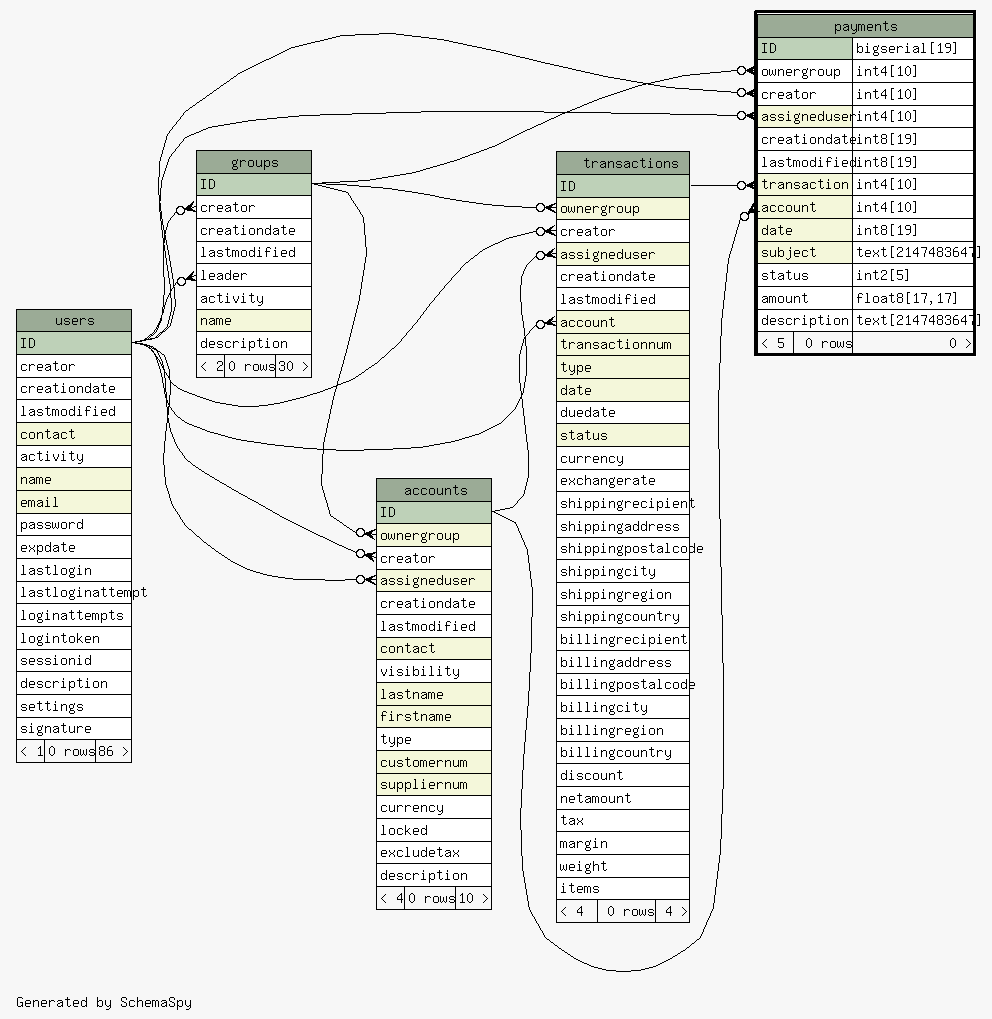 payments
ID bigserial[19]
ownergroup int4[10]
creator int4[10]
assigneduser int4[10]
creationdate int8[19]
lastmodified int8[19]
transaction int4[10]
account int4[10]
date int8[19]
subject text[2147483647]
status int2[5]
amount float8[17,17]
description text[2147483647]
< 5 0 rows 0 >
groups
ID
creator
creationdate
lastmodified
leader
activity
name
description
< 2 0 rows 30 >
transactions
ID
ownergroup
creator
assigneduser
creationdate
lastmodified
account
transactionnum
type
date
duedate
status
currency
exchangerate
shippingrecipient
shippingaddress
shippingpostalcode
shippingcity
shippingregion
shippingcountry
billingrecipient
billingaddress
billingpostalcode
billingcity
billingregion
billingcountry
discount
netamount
tax
margin
weight
items
< 4 0 rows 4 >
users
ID
creator
creationdate
lastmodified
contact
activity
name
email
password
expdate
lastlogin
lastloginattempt
loginattempts
logintoken
sessionid
description
settings
signature
< 1 0 rows 86 >
accounts
ID
ownergroup
creator
assigneduser
creationdate
lastmodified
contact
visibility
lastname
firstname
type
customernum
suppliernum
currency
locked
excludetax
description
< 4 0 rows 10 >
Generated by SchemaSpy